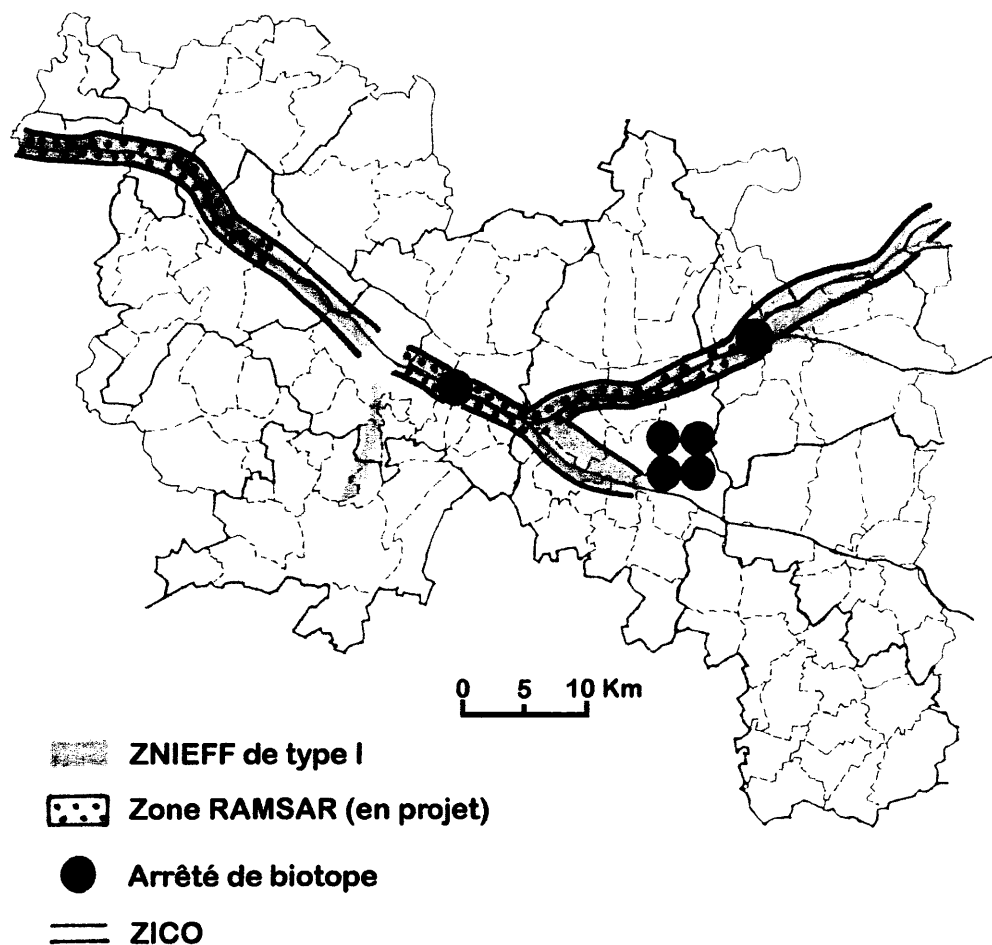 0 5 10 Km
ZNIEFF de type I
Zone RAMSAR (en projet)
Arrêté de biotope
ZICO